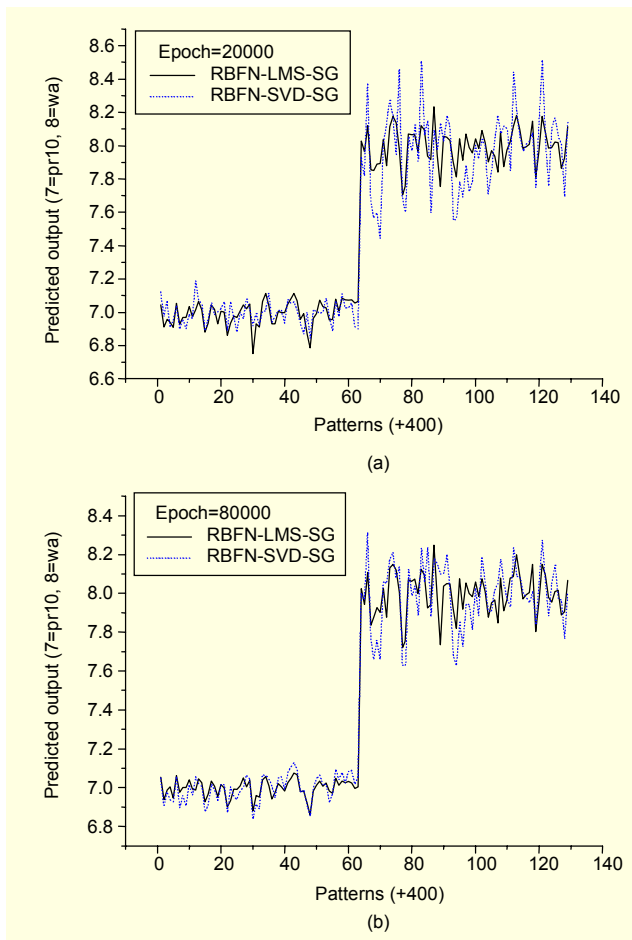 Epoch=20000
RBFN-LMS-SG
RBFN-SVD-SG
Predicted output (7=pr10, 8=wa)
8.6
8.4
8.2
8.0
7.8
7.6
7.4
7.2
7.0
6.8
6.6
0 20 40 60 80 100 120 140
Patterns (+400)
(a)
Epoch=80000
RBFN-LMS-SG
RBFN-SVD-SG
Predicted output (7=pr10, 8=wa)
8.4
8.2
8.0
7.8
7.6
7.4
7.2
7.0
6.8
0 20 40 60 80 100 120 140
Patterns (+400)
(b)